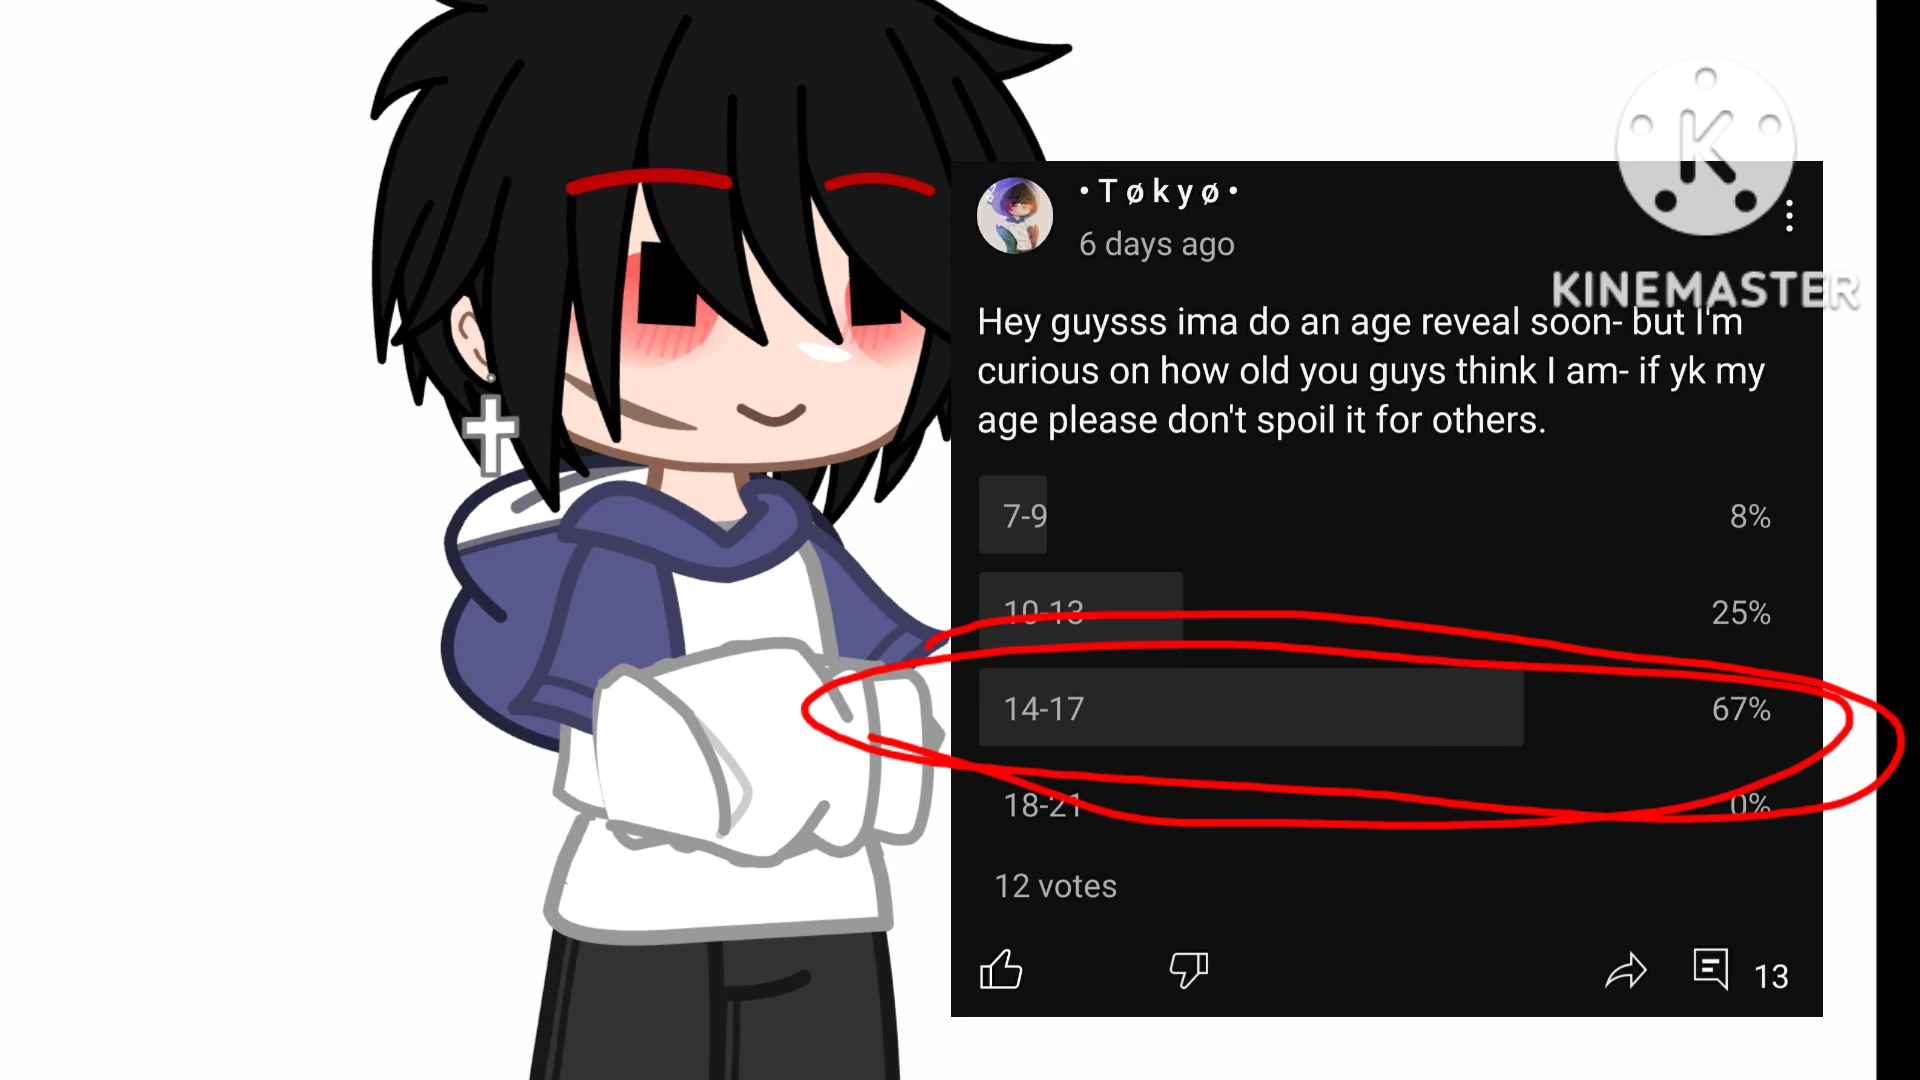 • T ø k y ø •
6 days ago
K
KINEMASTER
Hey guysss ima do an age reveal soon- but I'm
curious on how old you guys think I am- if yk my
age please don't spoil it for others.
7-9 8%
10-13 25%
14-17 67%
18-21 0%
12 votes
13